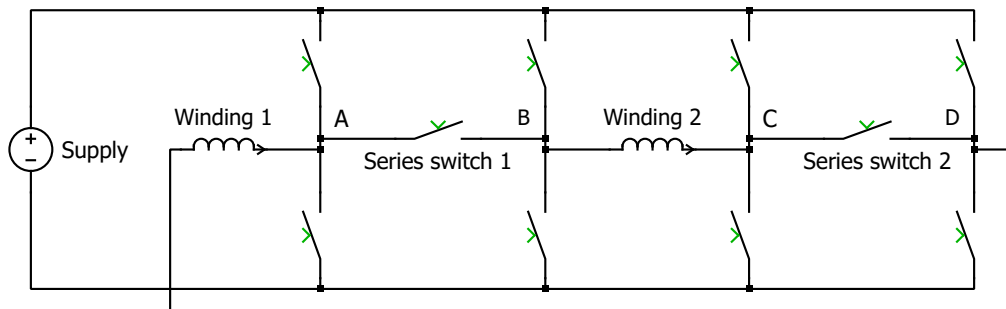 Winding 1
A
B
Winding 2
C
D
Supply
Series switch 1
Series switch 2